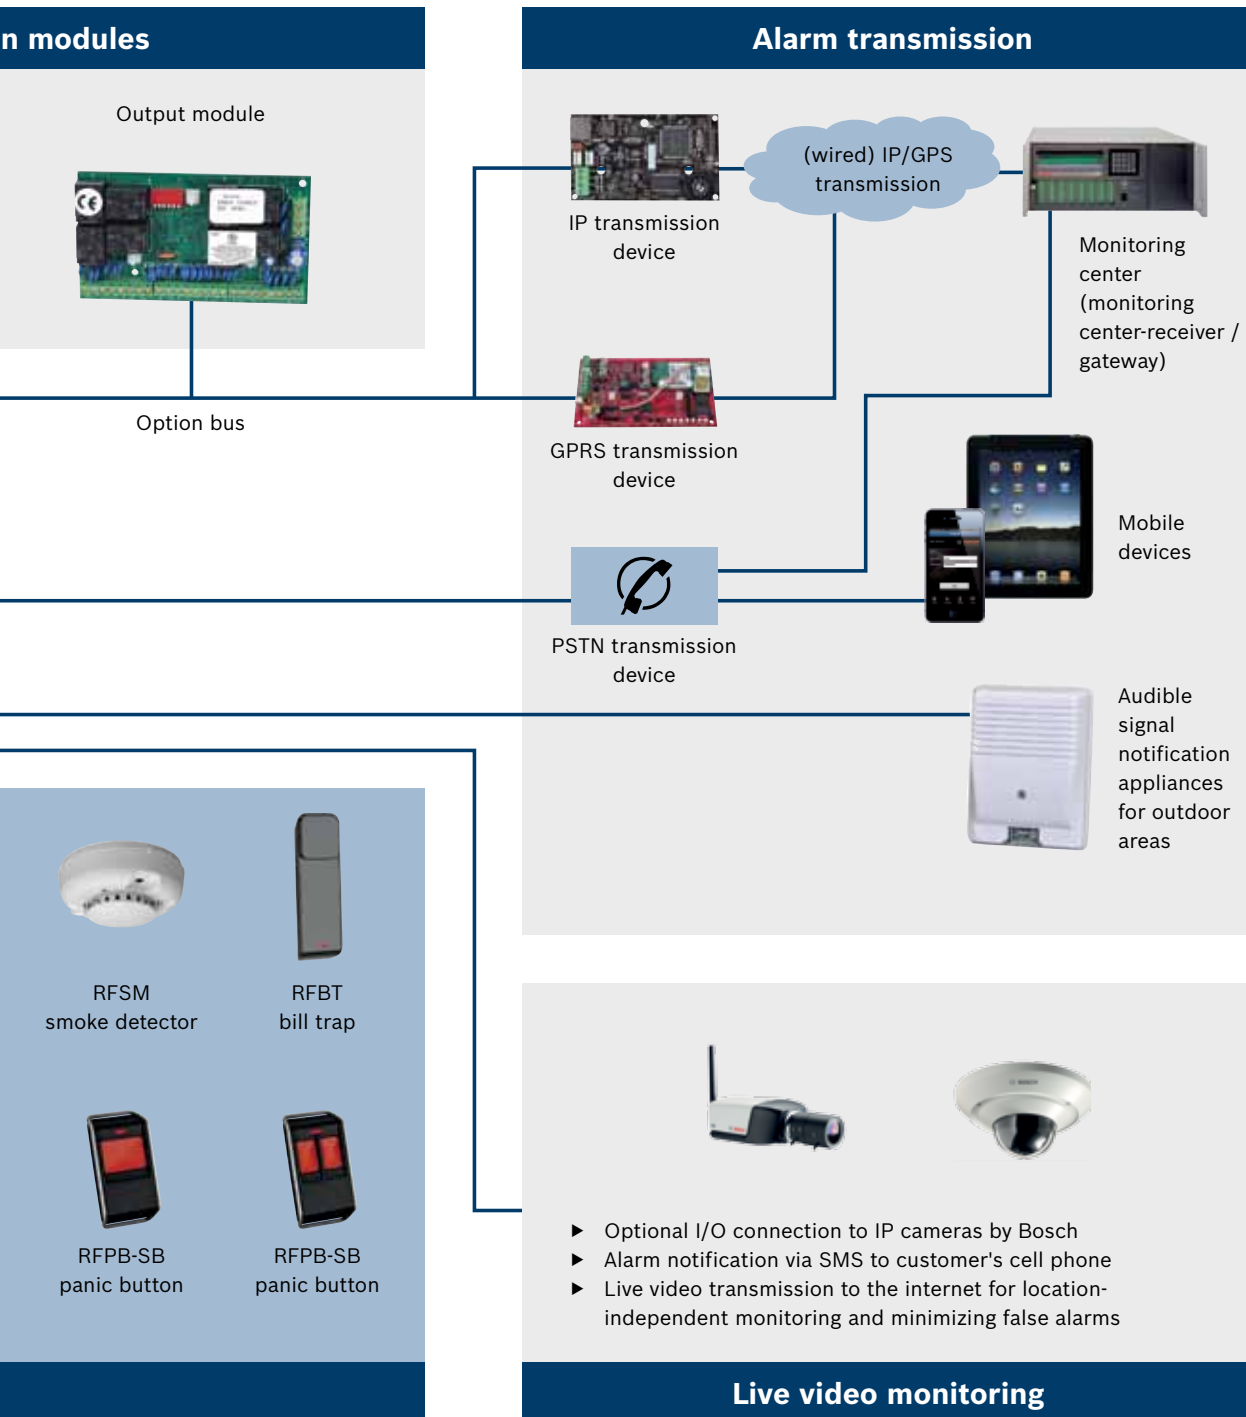 n modules
Output module
Option bus
Alarm transmission
IP transmission
device
(wired) IP/GPS
transmission
Monitoring
center
(monitoring
center-receiver /
gateway)
GPRS transmission
device
Mobile
devices
PSTN transmission
device
Audible
signal
notification
appliances
for outdoor
areas
RFSM
smoke detector
RFBT
bill trap
RFPB-SB
panic button
RFPB-SB
panic button
BOSCH
▶ Optional I/O connection to IP cameras by Bosch
▶ Alarm notification via SMS to customer's cell phone
▶ Live video transmission to the internet for location-
independent monitoring and minimizing false alarms
Live video monitoring